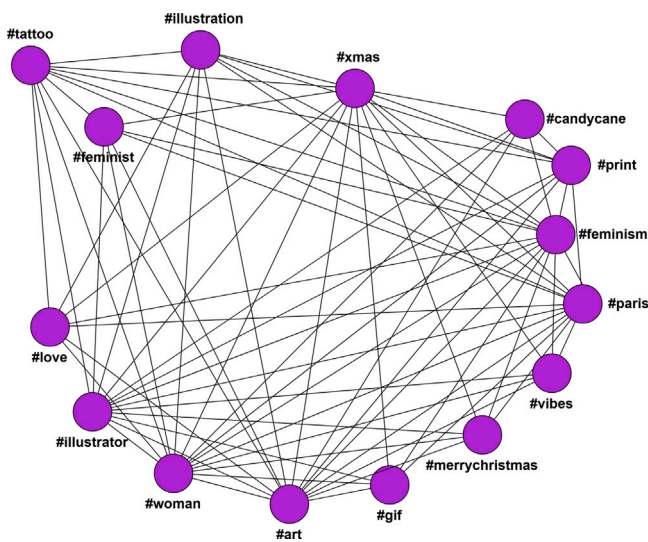 #illustration
#tattoo
#xmas
#candycane
#feminist
#print
#feminism
#paris
#love
#vibes
#illustrator
#merrychristmas
#woman
#gif
#art